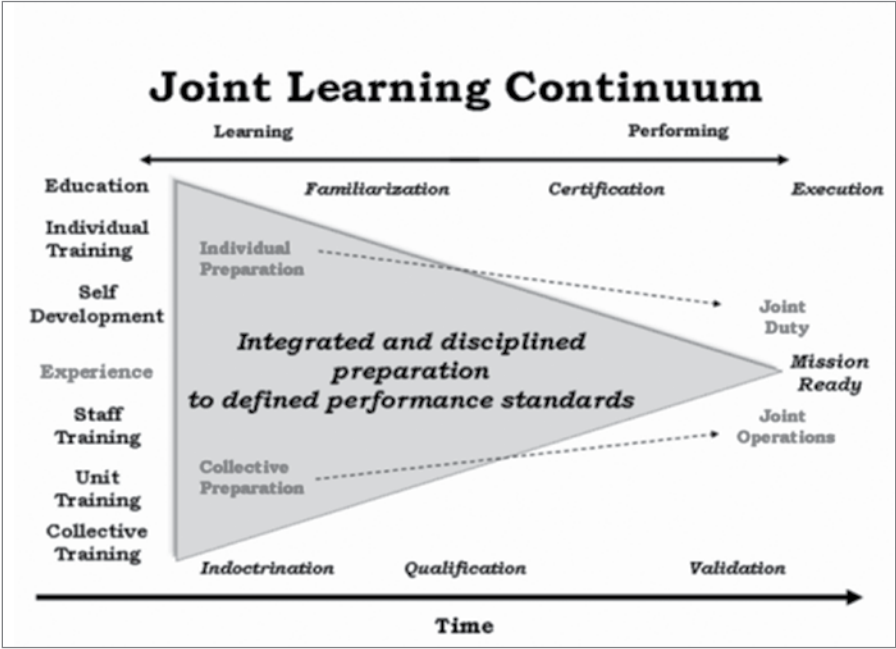 Joint Learning Continuum
Learning
Performing
Education
Familiarization
Certification
Execution
Individual
Training
Individual
Preparation
Self
Development
Joint
Duty
Integrated and disciplined
preparation
to defined performance standards
Experience
Mission
Ready
Staff
Training
Joint
Operations
Unit
Training
Collective
Preparation
Collective
Training
Indoctrination
Qualification
Validation
Time